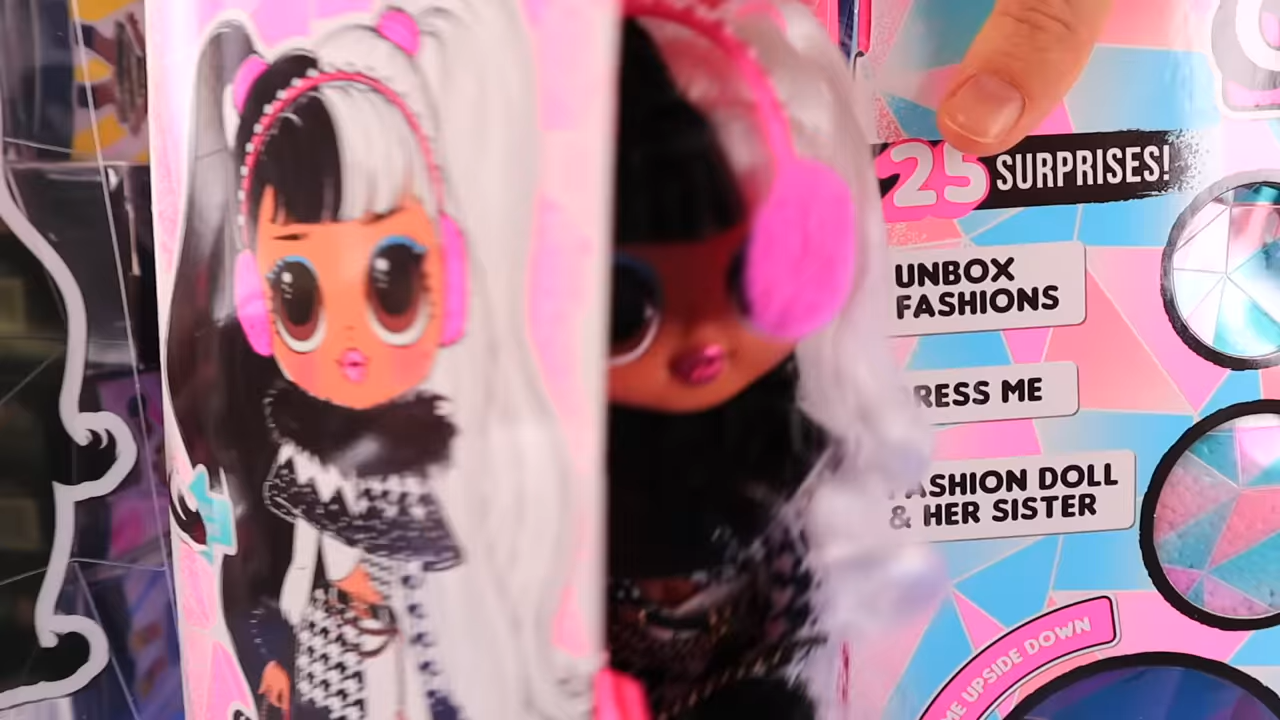 25 SURPRISES!
UNBOX
FASHIONS
RESS ME
FASHION DOLL
& HER SISTER
ME UPSIDE DOWN